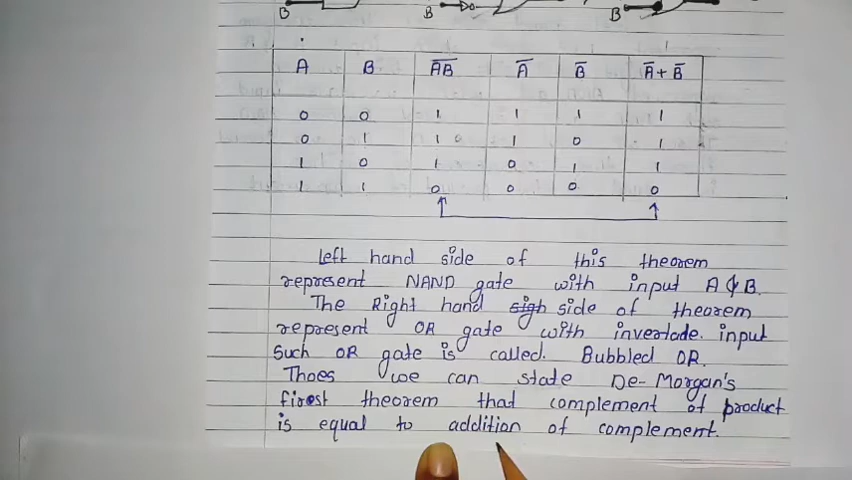 B B B
A B A̅B̅ A̅ B̅ A̅ + B̅
0 0 1 1 1 1
0 1 1 1 0 1
1 0 1 0 1 1
1 1 0 0 0 0
Left hand side of this theorem
represent NAND gate with input A & B.
The Right hand sigh side of theorem
represent OR gate with invertade. input
Such OR gate is called. Bubbled OR.
Thoes we can state De-Morgan's
firest theorem that complement of product
is equal to addition of complement.